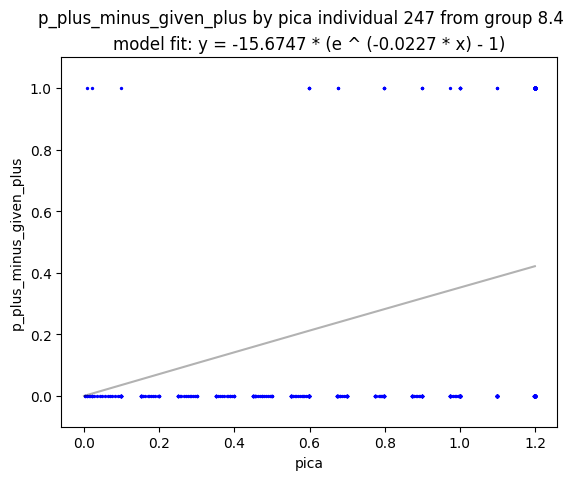 p_plus_minus_given_plus by pica individual 247 from group 8.4
model fit: y = -15.6747 * (e ^ (-0.0227 * x) - 1)
p_plus_minus_given_plus
1.0
0.8
0.6
0.4
0.2
0.0
0.0 0.2 0.4 0.6 0.8 1.0 1.2
pica